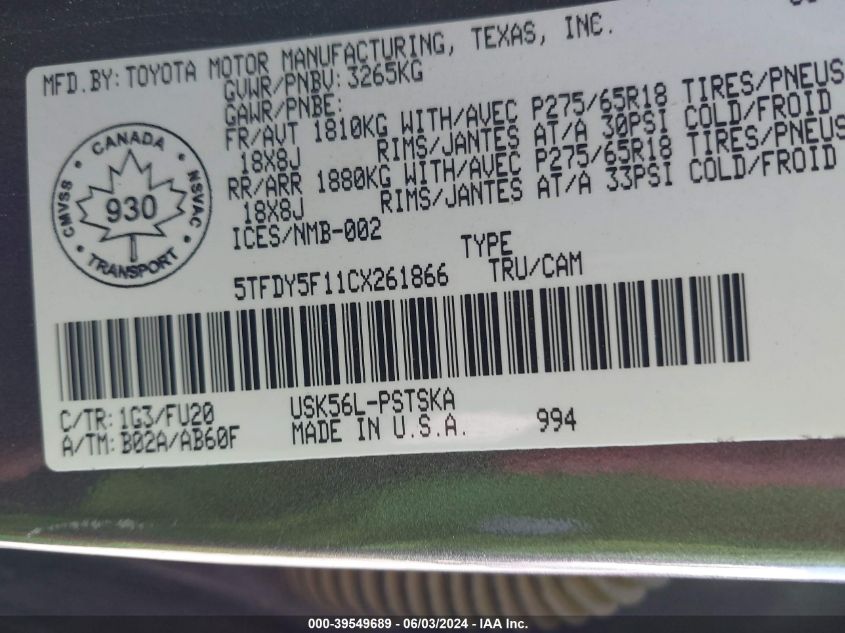 MFD.BY:TOYOTA MOTOR MANUFACTURING, TEXAS, INC.
GVWR/PNBV:3265KG
GAWR/PNBE:
FR/AVT 1810KG WITH/AVEC P275/65R18 TIRES/PNEUS
18X8J RIMS/JANTES AT/A 30PSI COLD/FROID
RR/ARR 1880KG WITH/AVEC P275/65R18 TIRES/PNEUS
18X8J RIMS/JANTES AT/A 33PSI COLD/FROID
ICES/NMB-002
CANADA
CMVSS 930 NSVAC
TRANSPORT
TYPE
5TFDY5F11CX261866 TRU/CAM
C/TR:1G3/FU20 USK56L-PSTSKA
A/TM:B02A/AB60F MADE IN U.S.A. 994
000-39549689 - 06/03/2024 - IAA Inc.